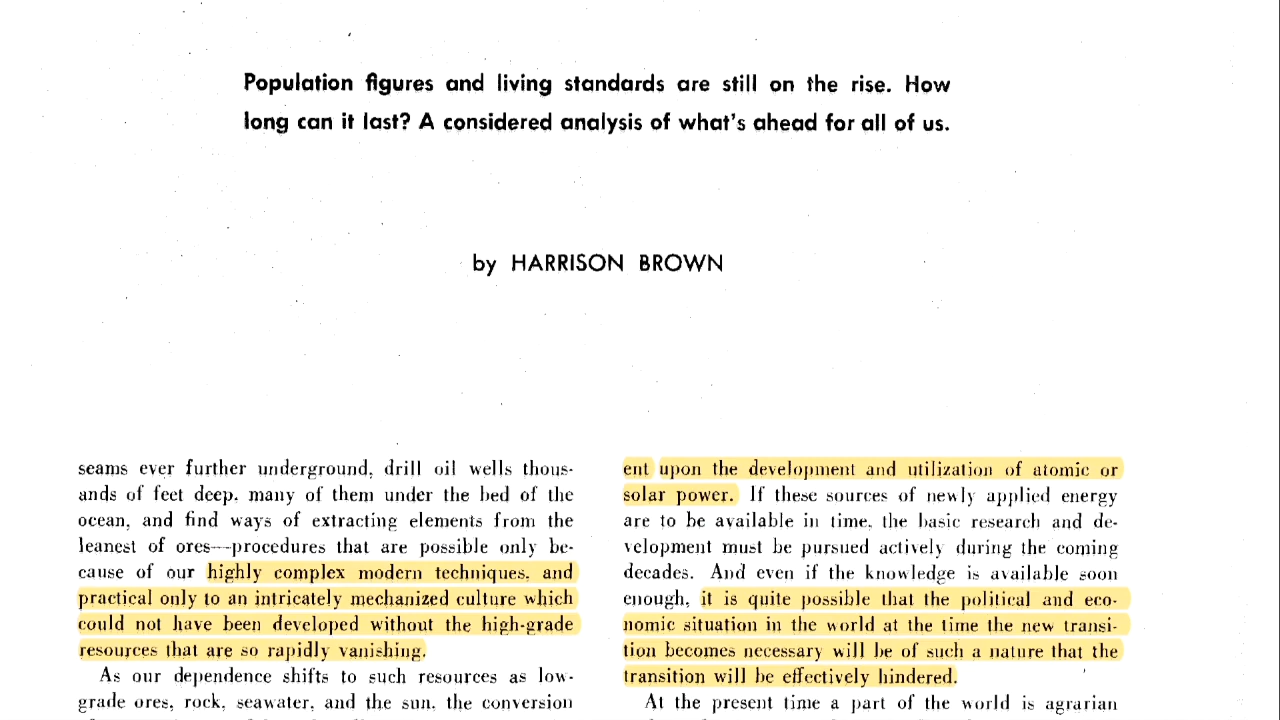 Population figures and living standards are still on the rise. How
long can it last? A considered analysis of what's ahead for all of us.
by HARRISON BROWN
seams ever further underground, drill oil wells thous-
ands of feet deep, many of them under the bed of the
ocean, and find ways of extracting elements from the
leanest of ores—procedures that are possible only be-
cause of our highly complex modern techniques, and
practical only to an intricately mechanized culture which
could not have been developed without the high-grade
resources that are so rapidly vanishing.
As our dependence shifts to such resources as low-
grade ores, rock, seawater, and the sun, the conversion
ent upon the development and utilization of atomic or
solar power. If these sources of newly applied energy
are to be available in time, the basic research and de-
velopment must be pursued actively during the coming
decades. And even if the knowledge is available soon
enough, it is quite possible that the political and eco-
nomic situation in the world at the time the new transi-
tion becomes necessary will be of such a nature that the
transition will be effectively hindered.
At the present time a part of the world is agrarian